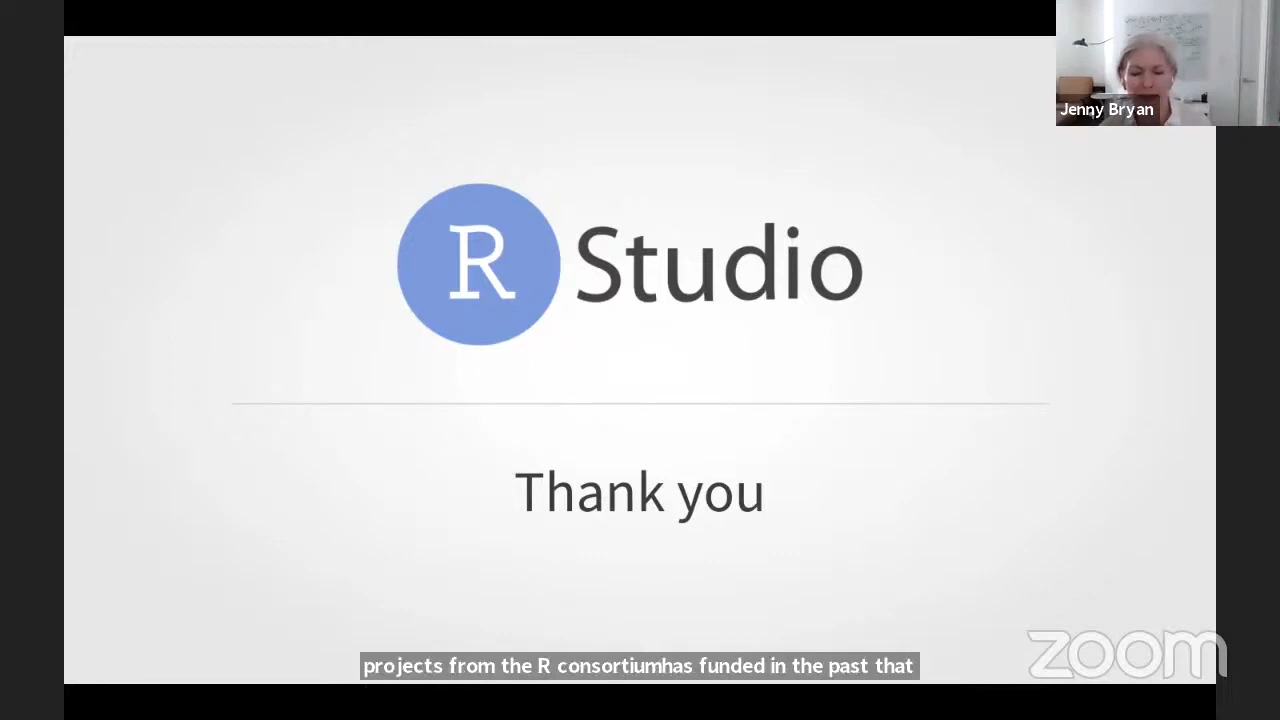 Jenny Bryan
R Studio
Thank you
projects from the R consortiumhas funded in the past that
zoom